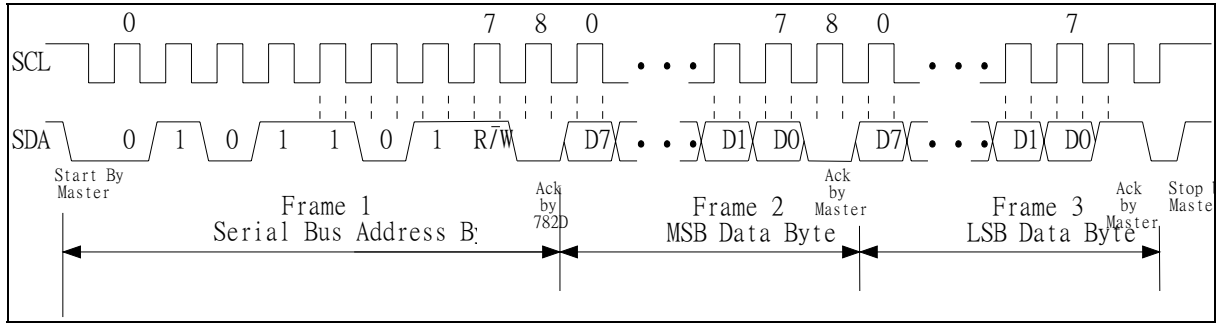 0 7 8 0 7 8 0 7
SCL
SDA 0 1 0 1 1 0 1 R/W D7 D1 D0 D7 D1 D0
Start By
Master
Ack
by
782D
Ack
by
Master
Ack
by
Master
Stop
Maste
Frame 1
Serial Bus Address B
Frame 2
MSB Data Byte
Frame 3
LSB Data Byte